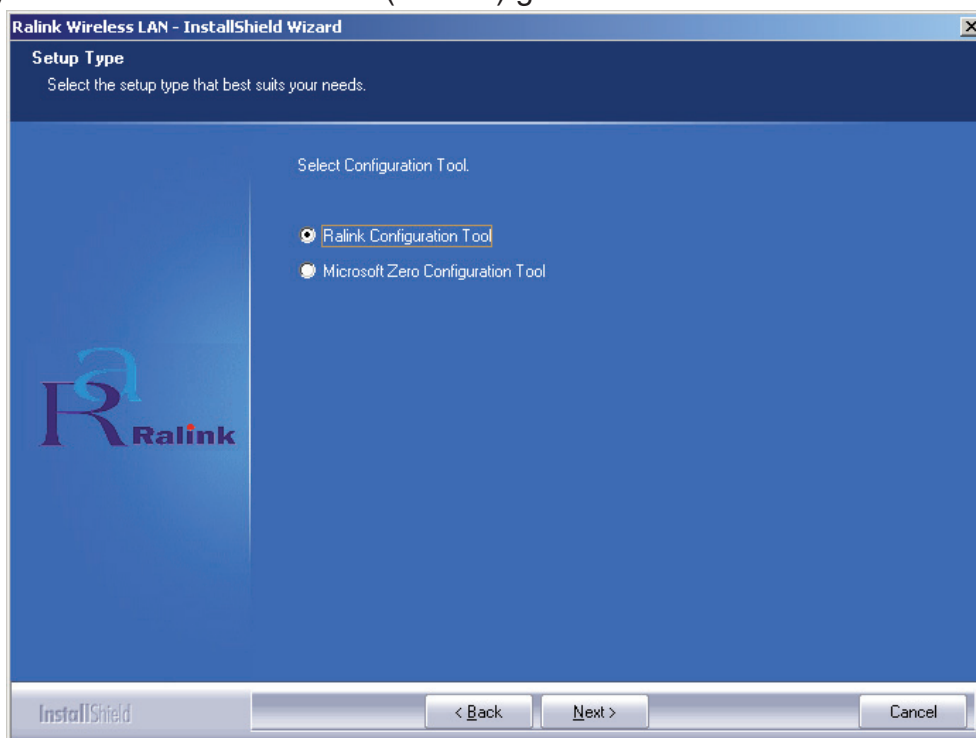 Ralink Wireless LAN - InstallShield Wizard
Setup Type
Select the setup type that best suits your needs.
Select Configuration Tool.
Ralink Configuration Tool
Microsoft Zero Configuration Tool
Ra
Ralink
InstallShield
< Back
Next >
Cancel